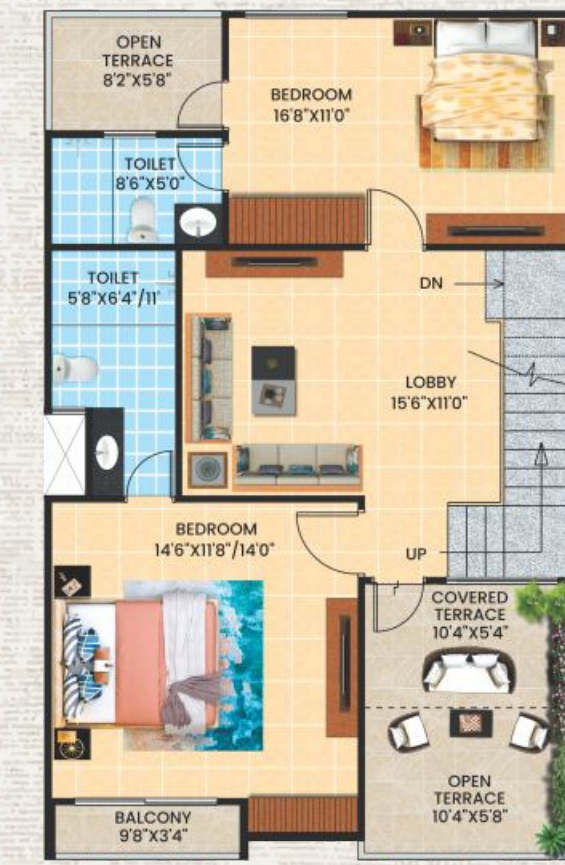 OPEN
TERRACE
8'2"X5'8"
BEDROOM
16'8"X11'0"
TOILET
8'6"X5'0"
TOILET
5'8"X6'4"/11'
DN
LOBBY
15'6"X11'0"
BEDROOM
14'6"X11'8"/14'0"
UP
COVERED
TERRACE
10'4"X5'4"
OPEN
TERRACE
10'4"X5'8"
BALCONY
9'8"X3'4"